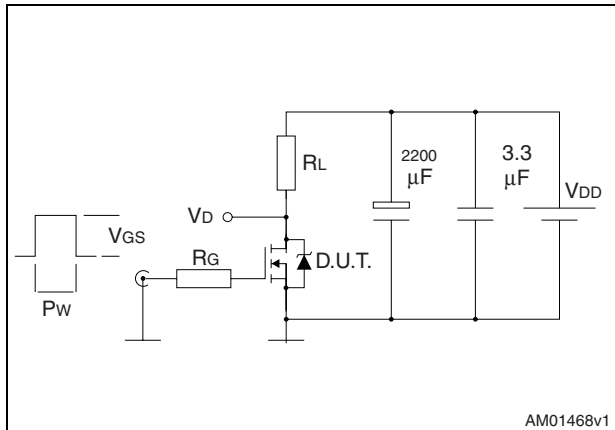 2200
μF
3.3
μF
RL
VDD
VD
VGS
RG
D.U.T.
PW
AM01468v1